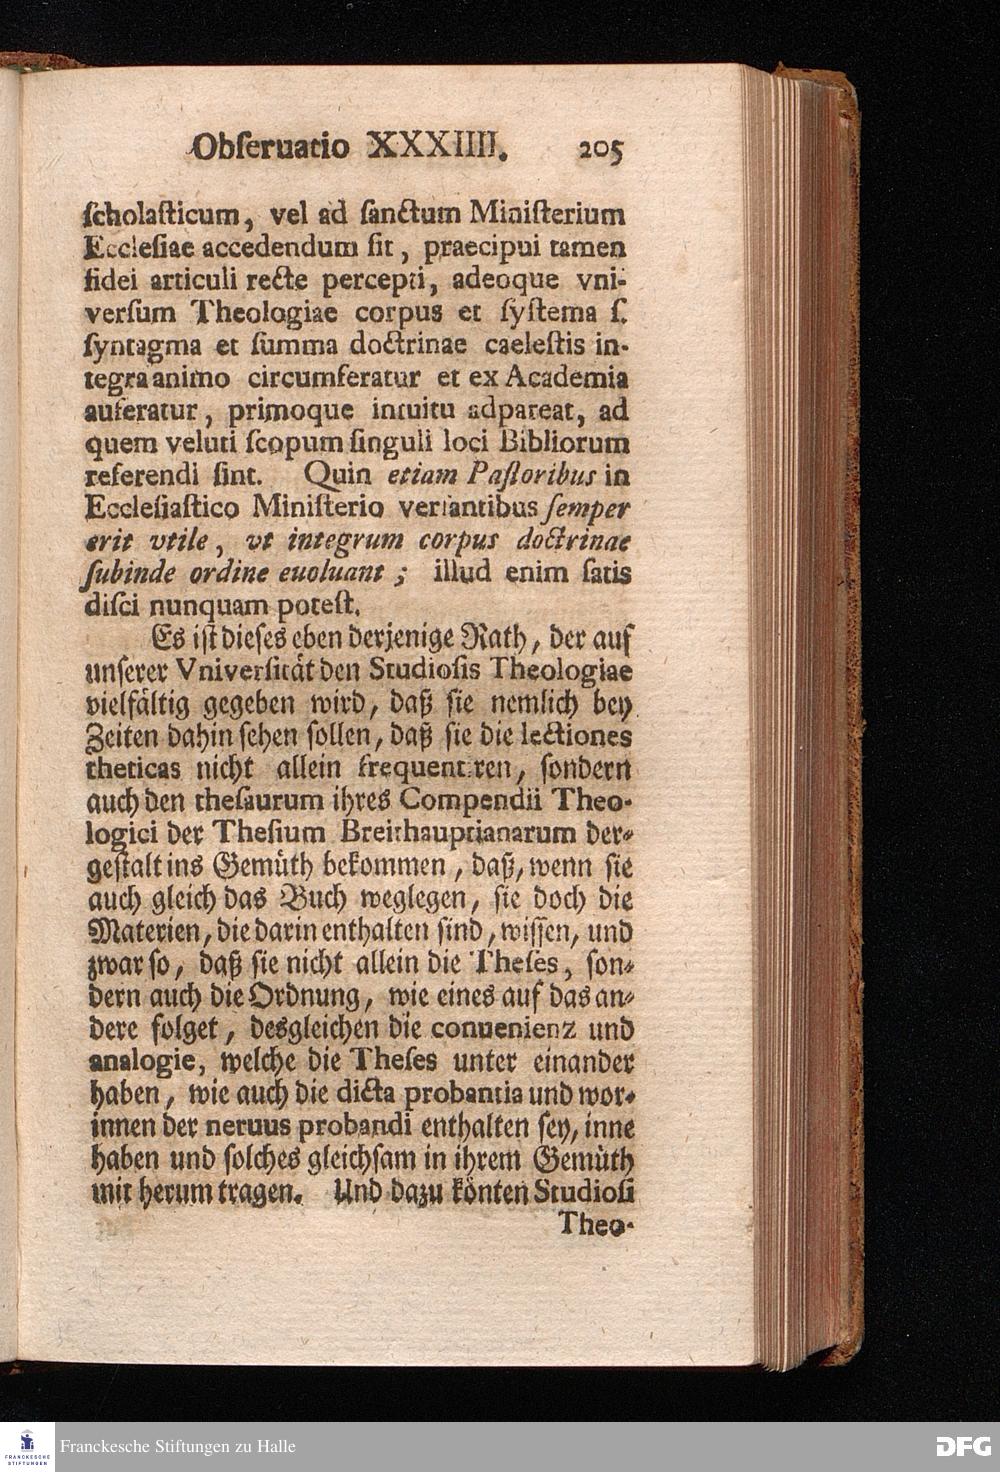 Obſeruatio XXXIIII. 205
ſcholaſticum, vel ad ſanctum Miniſterium
Eccleſiae accedendum ſit, praecipui tamen
fidei articuli recte percepti, adeoque vni-
verſum Theologiae corpus et ſyſtema ſ.
ſyntagma et ſumma doctrinae caeleſtis in-
tegra animo circumferatur et ex Academia
auferatur, primoque intuitu adpareat, ad
quem veluti ſcopum ſinguli loci Bibliorum
referendi ſint. Quin etiam Paſtoribus in
Eccleſiaſtico Miniſterio verſantibus ſemper
erit vtile, vt integrum corpus doctrinae
ſubinde ordine euoluant; illud enim ſatis
diſci nunquam poteſt.
Es iſt dieſes eben derjenige Rath, der auf
unſerer Vniverſität den Studioſis Theologiae
vielfältig gegeben wird, daß ſie nemlich bey
Zeiten dahin ſehen ſollen, daß ſie die lectiones
theticas nicht allein frequentiren, ſondern
auch den theſaurum ihres Compendii Theo-
logici der Theſium Breithauptianarum der-
geſtalt ins Gemüth bekommen, daß, wenn ſie
auch gleich das Buch weglegen, ſie doch die
Materien, die darin enthalten ſind, wiſſen, und
zwar ſo, daß ſie nicht allein die Theſes, ſon-
dern auch die Ordnung, wie eines auf das an-
dere folget, desgleichen die conuenienz und
analogie, welche die Theſes unter einander
haben, wie auch die dicta probantia und wor-
innen der neruus probandi enthalten ſey, inne
haben und ſolches gleichſam in ihrem Gemüth
mit herum tragen. Und dazu könten Studioſi
Theo-
FRANCKESCHE
STIFTUNGEN
Franckesche Stiftungen zu Halle
DFG